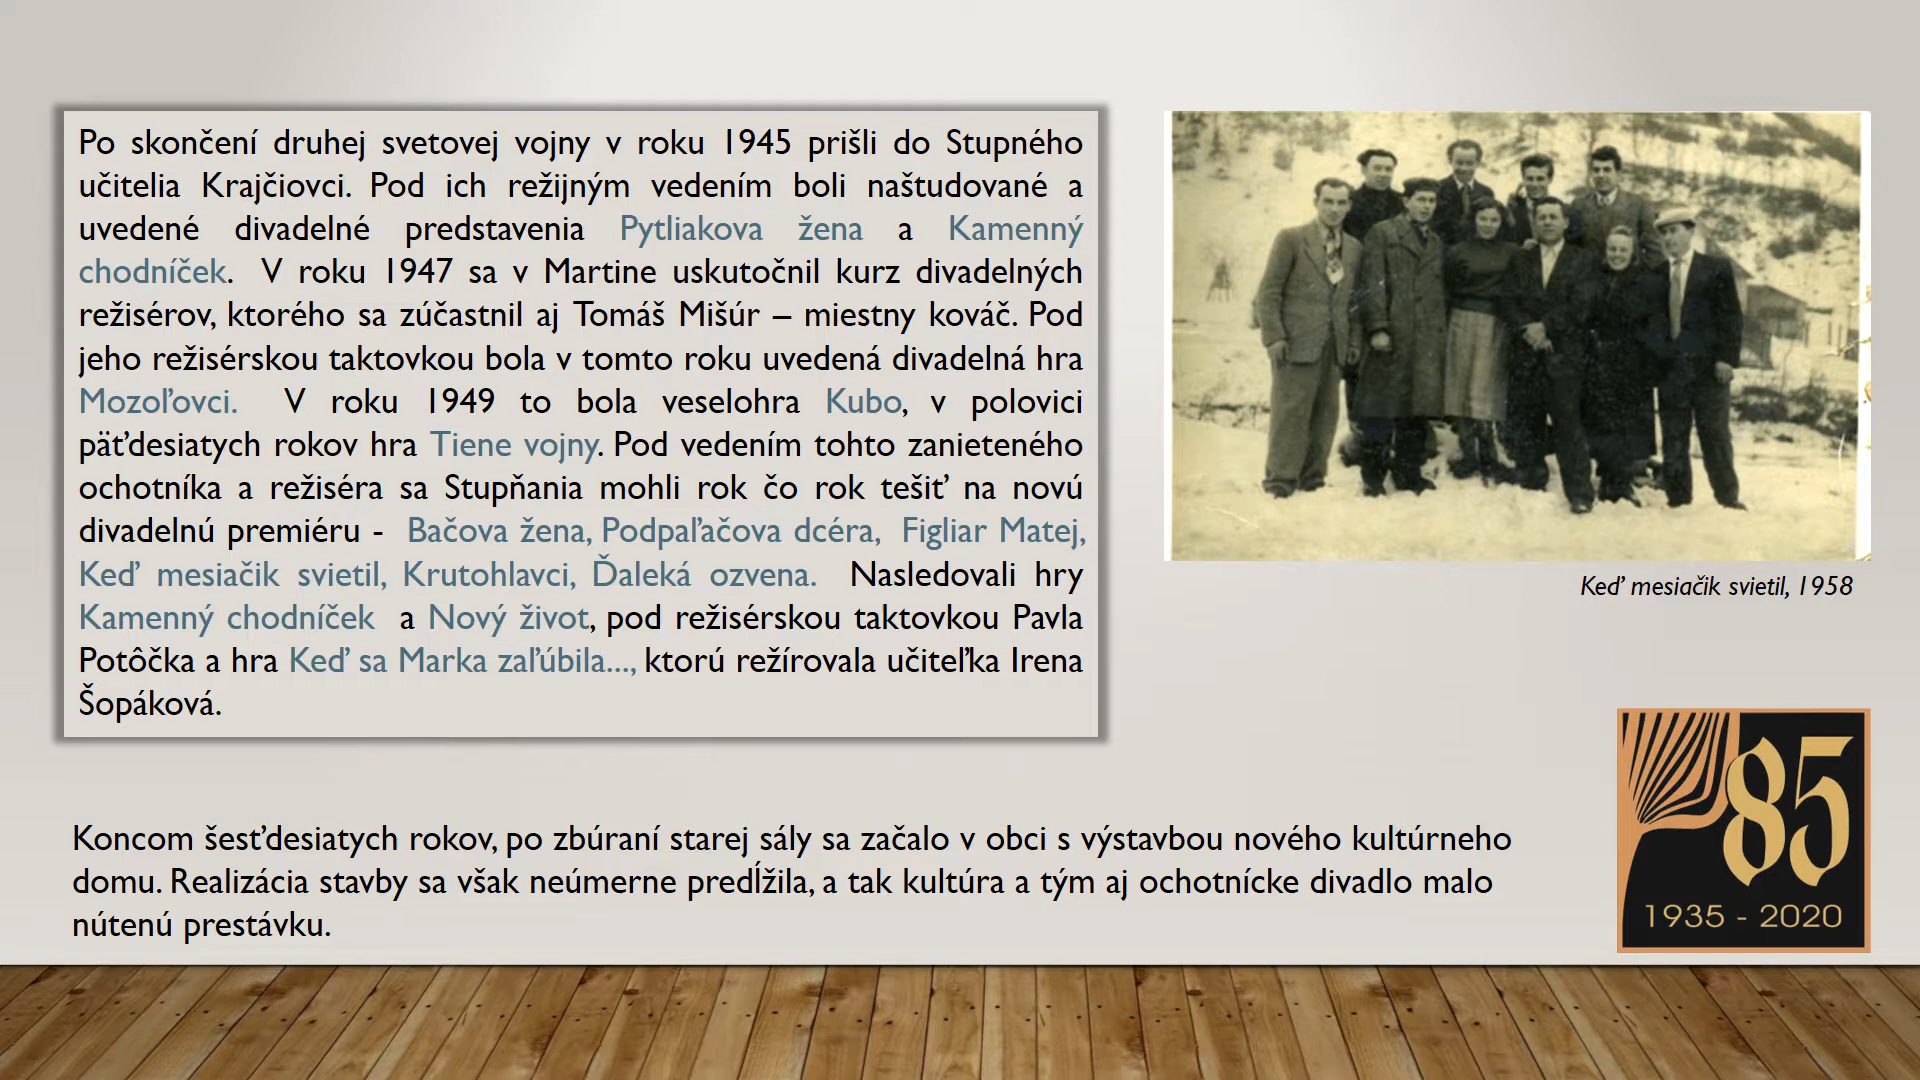 Po skončení druhej svetovej vojny v roku 1945 prišli do Stupného
učitelia Krajčiovci. Pod ich režijným vedením boli naštudované a
uvedené divadelné predstavenia Pytliakova žena a Kamenný
chodníček. V roku 1947 sa v Martine uskutočnil kurz divadelných
režisérov, ktorého sa zúčastnil aj Tomáš Mišúr – miestny kováč. Pod
jeho režisérskou taktovkou bola v tomto roku uvedená divadelná hra
Mozoľovci. V roku 1949 to bola veselohra Kubo, v polovici
päťdesiatych rokov hra Tiene vojny. Pod vedením tohto zanieteného
ochotníka a režiséra sa Stupňania mohli rok čo rok tešiť na novú
divadelnú premiéru - Bačova žena, Podpaľačova dcéra, Figliar Matej,
Keď mesiačik svietil, Krutohlavci, Ďaleká ozvena. Nasledovali hry
Kamenný chodníček a Nový život, pod režisérskou taktovkou Pavla
Potôčka a hra Keď sa Marka zaľúbila..., ktorú režírovala učiteľka Irena
Šopáková.
Keď mesiačik svietil, 1958
Koncom šesťdesiatych rokov, po zbúraní starej sály sa začalo v obci s výstavbou nového kultúrneho
domu. Realizácia stavby sa však neúmerne predĺžila, a tak kultúra a tým aj ochotnícke divadlo malo
nútenú prestávku.
85
1935 - 2020